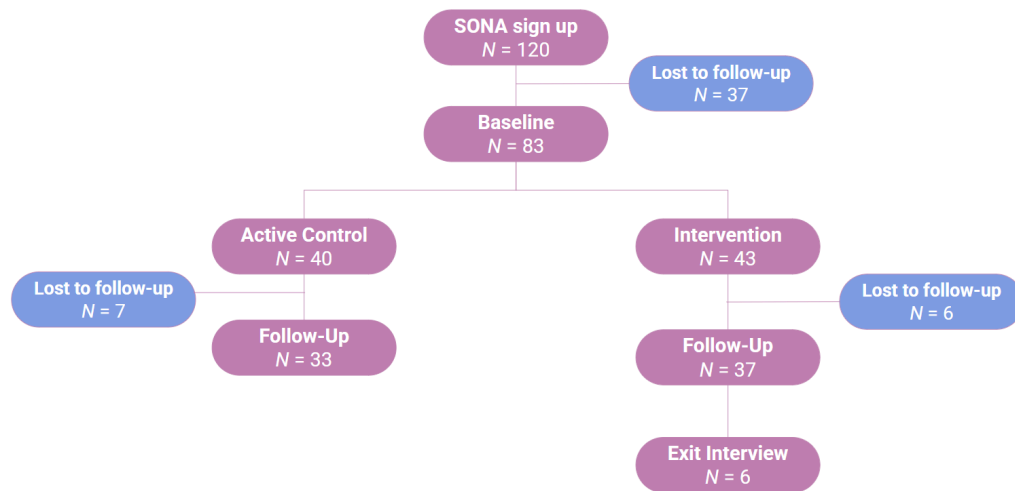 SONA sign up
N = 120
Lost to follow-up
N = 37
Baseline
N = 83
Active Control
N = 40
Intervention
N = 43
Lost to follow-up
N = 7
Lost to follow-up
N = 6
Follow-Up
N = 33
Follow-Up
N = 37
Exit Interview
N = 6